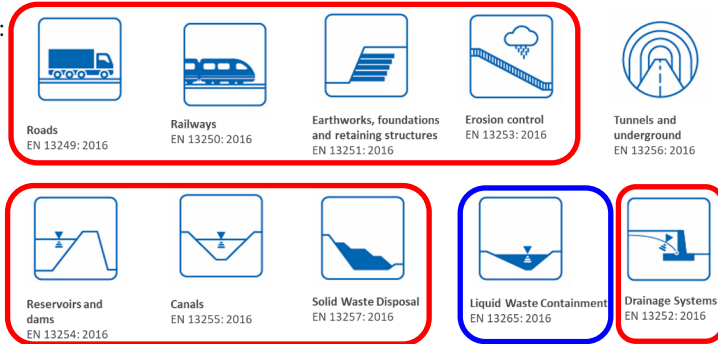 :
Roads
EN 13249: 2016
Railways
EN 13250: 2016
Earthworks, foundations
and retaining structures
EN 13251: 2016
Erosion control
EN 13253: 2016
Tunnels and
underground
EN 13256: 2016
Reservoirs and
dams
EN 13254: 2016
Canals
EN 13255: 2016
Solid Waste Disposal
EN 13257: 2016
Liquid Waste Containment
EN 13265: 2016
Drainage Systems
EN 13252: 2016